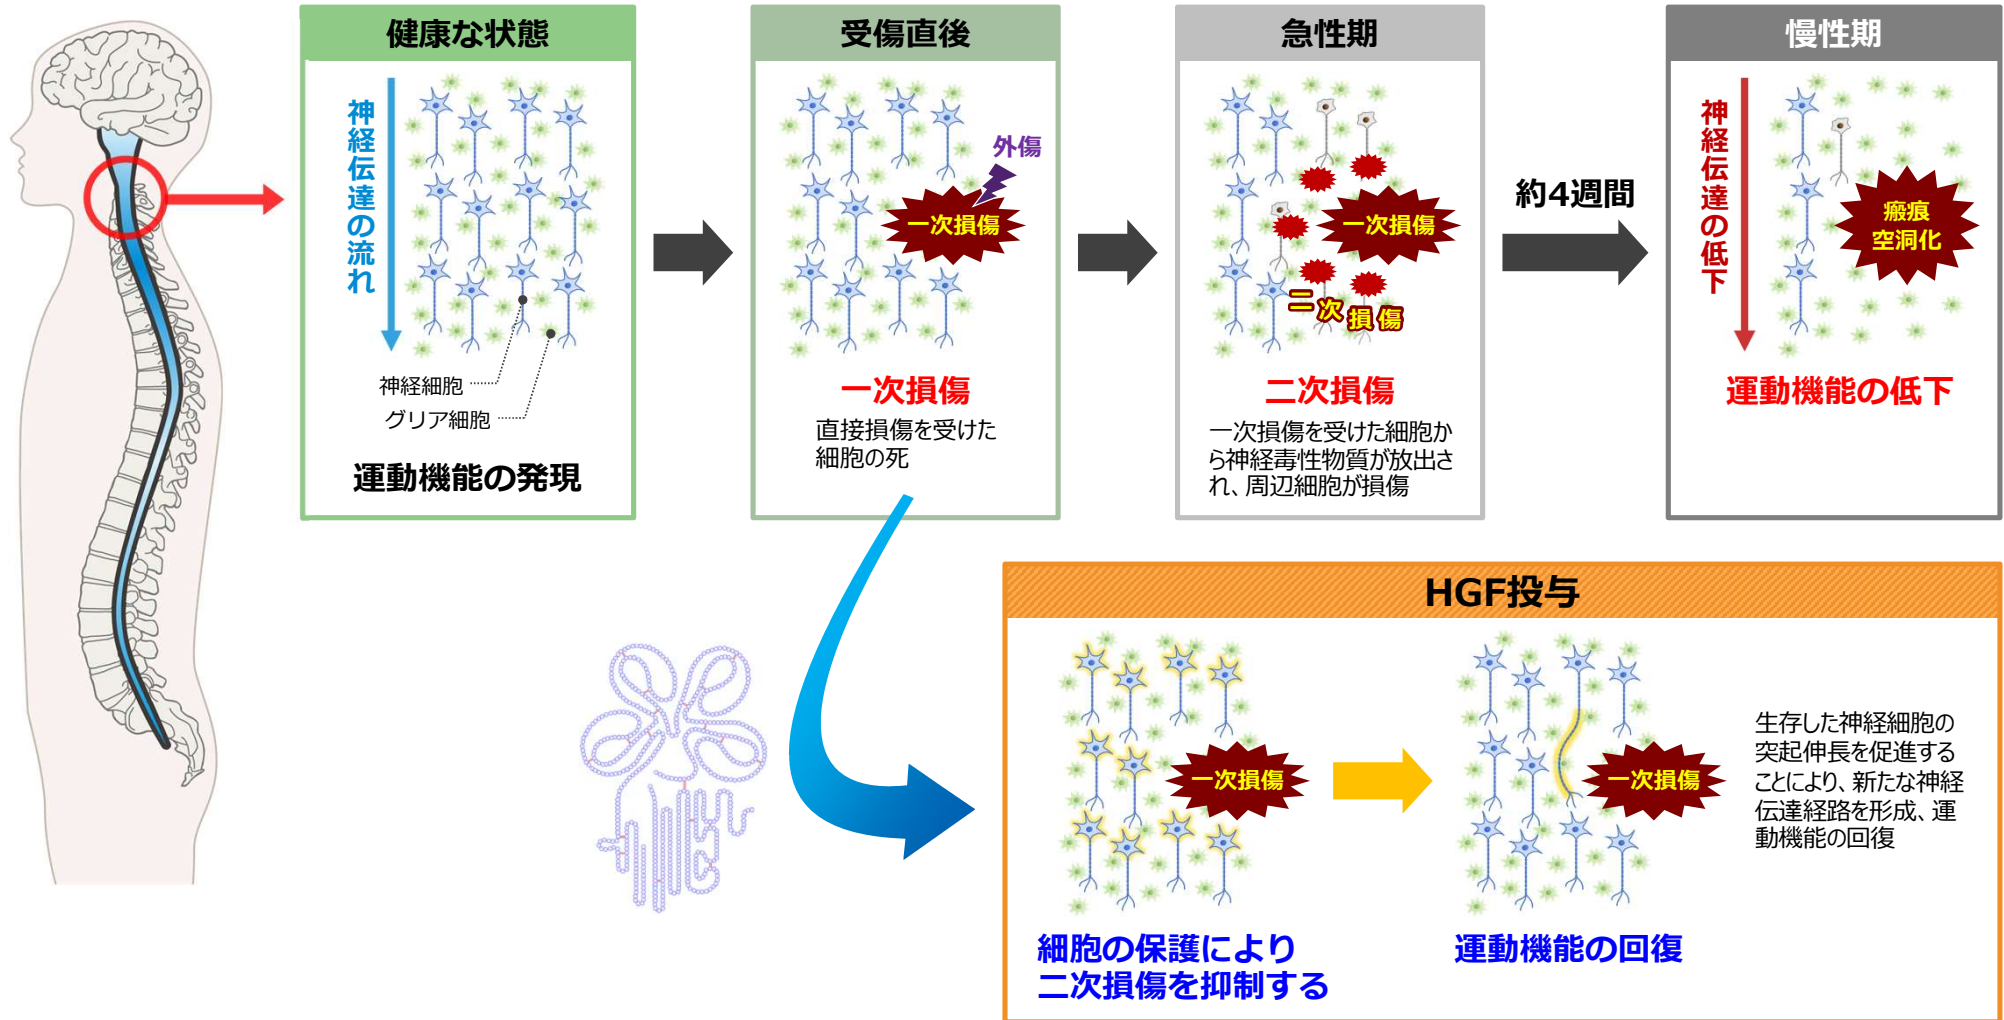 健康な状態
神経伝達の流れ
神経細胞
グリア細胞
運動機能の発現
受傷直後
外傷
一次損傷
一次損傷
直接損傷を受けた
細胞の死
急性期
一次損傷
二次損傷
二次損傷
一次損傷を受けた細胞か
ら神経毒性物質が放出さ
れ、周辺細胞が損傷
約4週間
慢性期
神経伝達の低下
瘢痕
空洞化
運動機能の低下
HGF投与
一次損傷
細胞の保護により
二次損傷を抑制する
一次損傷
運動機能の回復
生存した神経細胞の
突起伸長を促進する
ことにより、新たな神経
伝達経路を形成、運
動機能の回復